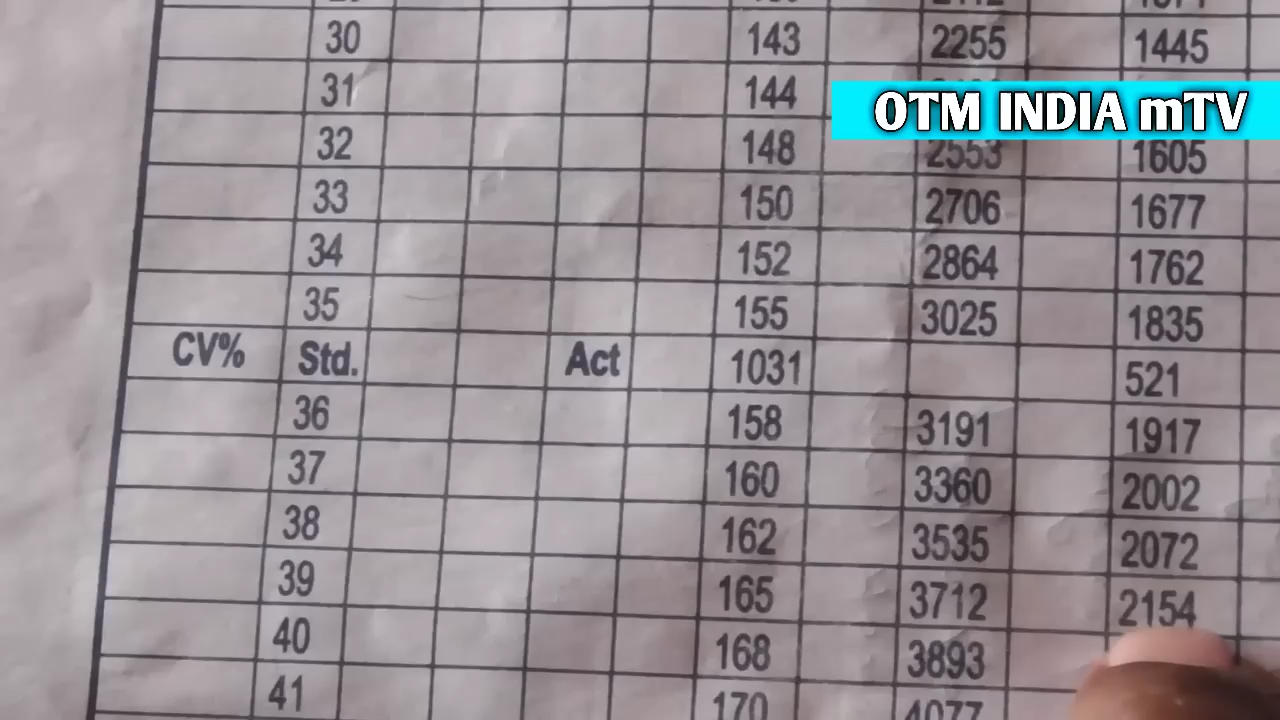 30 143 2255 1445
31 144
OTM INDIA mTV
32 148 2553 1605
33 150 2706 1677
34 152 2864 1762
35 155 3025 1835
CV% Std. Act 1031 521
36 158 3191 1917
37 160 3360 2002
38 162 3535 2072
39 165 3712 2154
40 168 3893
41 170 4077